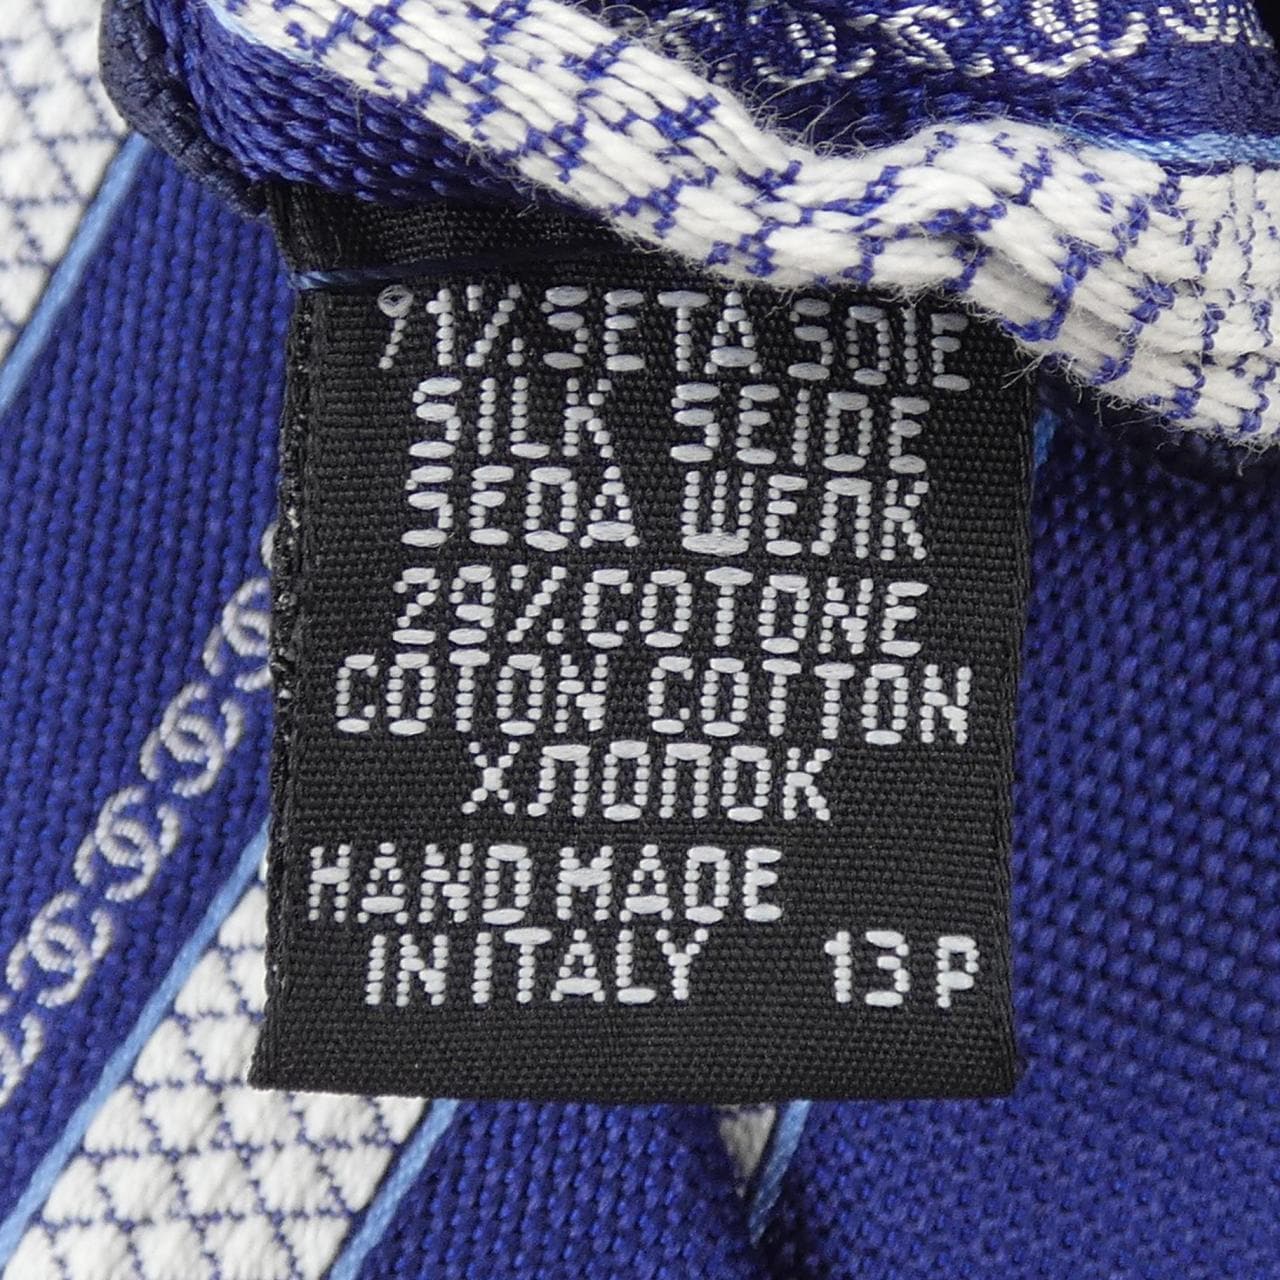 71% SETA SOIE
SILK SEIDE
SEDA ШЕЛК
29% COTONE
COTON COTTON
ХЛОПОК
HAND MADE
IN ITALY 13P